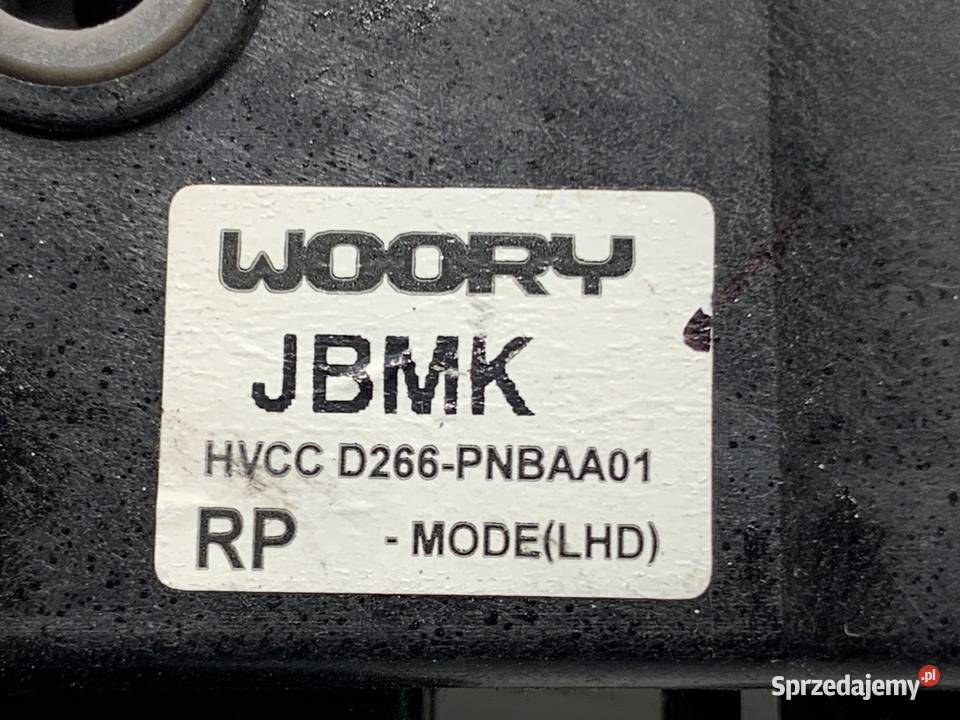 WOORY
JBMK
HVCC D266-PNBAA01
RP - MODE(LHD)
Sprzedajemy.pl